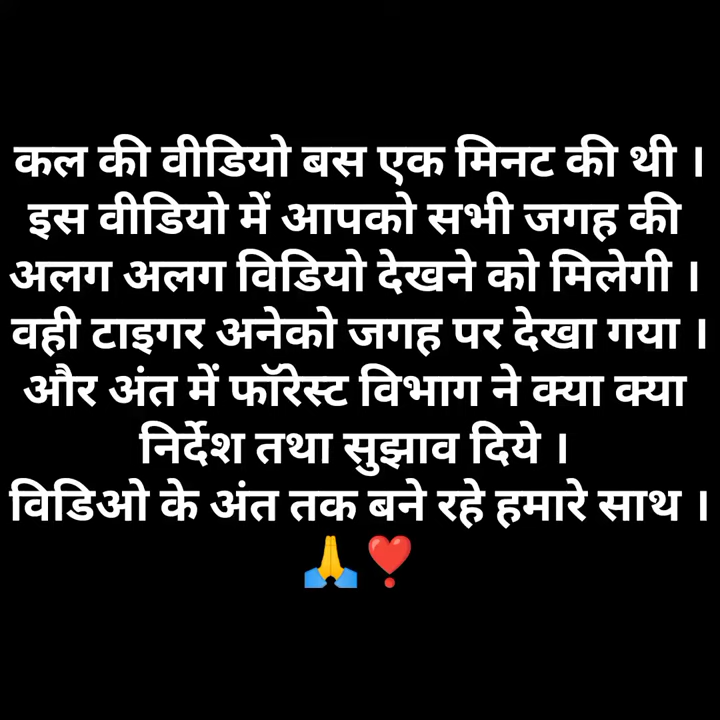 कल की वीडियो बस एक मिनट की थी ।
इस वीडियो में आपको सभी जगह की
अलग अलग विडियो देखने को मिलेगी ।
वही टाइगर अनेको जगह पर देखा गया ।
और अंत में फॉरेस्ट विभाग ने क्या क्या
निर्देश तथा सुझाव दिये ।
विडिओ के अंत तक बने रहे हमारे साथ ।
🙏❣️